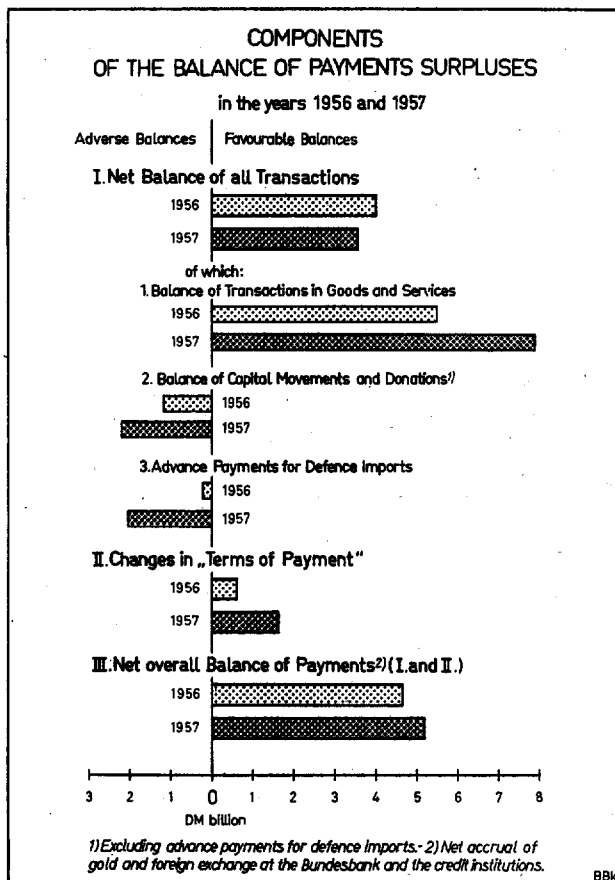 COMPONENTS
OF THE BALANCE OF PAYMENTS SURPLUSES
in the years 1956 and 1957
Adverse Balances Favourable Balances
I. Net Balance of all Transactions
1956
1957
of which:
1. Balance of Transactions in Goods and Services
1956
1957
2. Balance of Capital Movements and Donations1)
1956
1957
3. Advance Payments for Defence Imports
1956
1957
II. Changes in „Terms of Payment“
1956
1957
III. Net overall Balance of Payments2) (I. and II.)
1956
1957
3 2 1 0 1 2 3 4 5 6 7 8
DM billion
1) Excluding advance payments for defence imports.- 2) Net accrual of
gold and foreign exchange at the Bundesbank and the credit institutions.
BBk